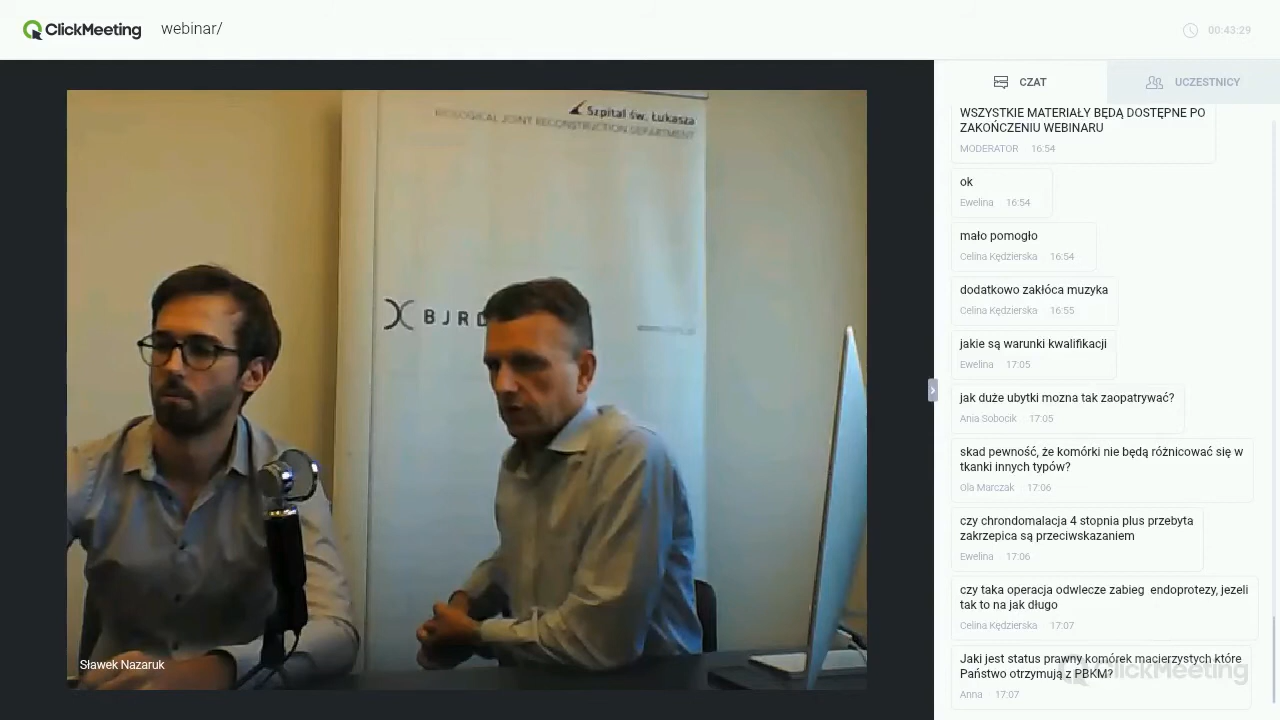 ClickMeeting
webinar/
00:43:29
CZAT
UCZESTNICY
Szpital św. Łukasza
BIOLOGICAL JOINT RECONSTRUCTION DEPARTMENT
BJRD
Sławek Nazaruk
WSZYSTKIE MATERIAŁY BĘDĄ DOSTĘPNE PO
ZAKOŃCZENIU WEBINARU
MODERATOR 16:54
ok
Ewelina 16:54
mało pomogło
Celina Kędzierska 16:54
dodatkowo zakłóca muzyka
Celina Kędzierska 16:55
jakie są warunki kwalifikacji
Ewelina 17:05
jak duże ubytki mozna tak zaopatrywać?
Ania Sobocik 17:05
skad pewność, że komórki nie będą różnicować się w
tkanki innych typów?
Ola Marczak 17:06
czy chrondomalacja 4 stopnia plus przebyta
zakrzepica są przeciwskazaniem
Ewelina 17:06
czy taka operacja odwlecze zabieg endoprotezy, jezeli
tak to na jak długo
Celina Kędzierska 17:07
Jaki jest status prawny komórek macierzystych które
Państwo otrzymują z PBKM?
Anna 17:07
ClickMeeting